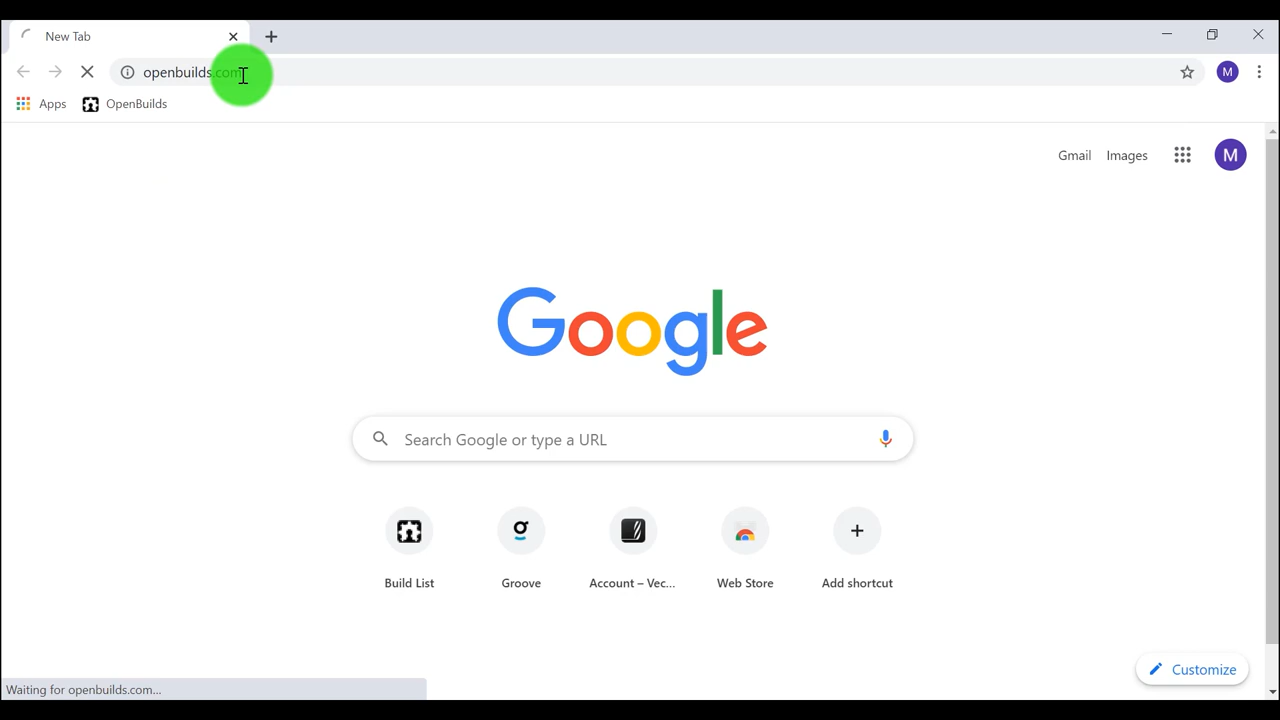 New Tab
openbuilds.com
M
Apps
OpenBuilds
Gmail
Images
M
Google
Search Google or type a URL
Build List
Groove
Account – Vec...
Web Store
Add shortcut
Customize
Waiting for openbuilds.com...